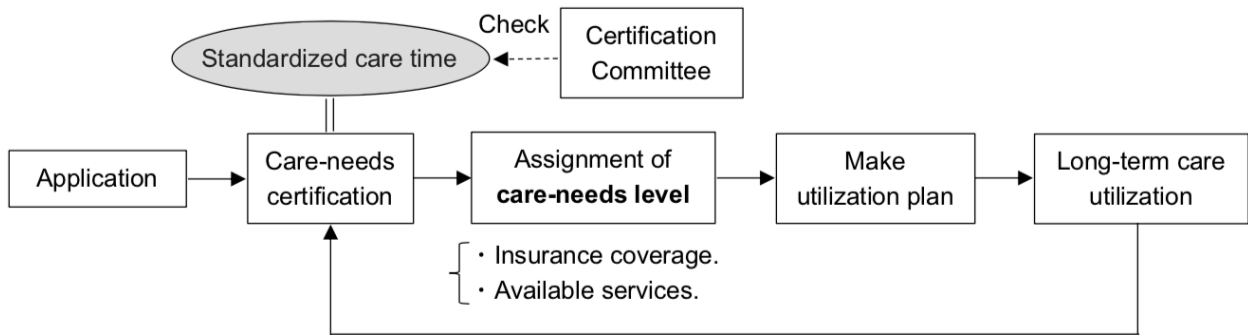 Check
Certification
Committee
Standardized care time
Application
Care-needs
certification
Assignment of
care-needs level
Make
utilization plan
Long-term care
utilization
・Insurance coverage.
・Available services.